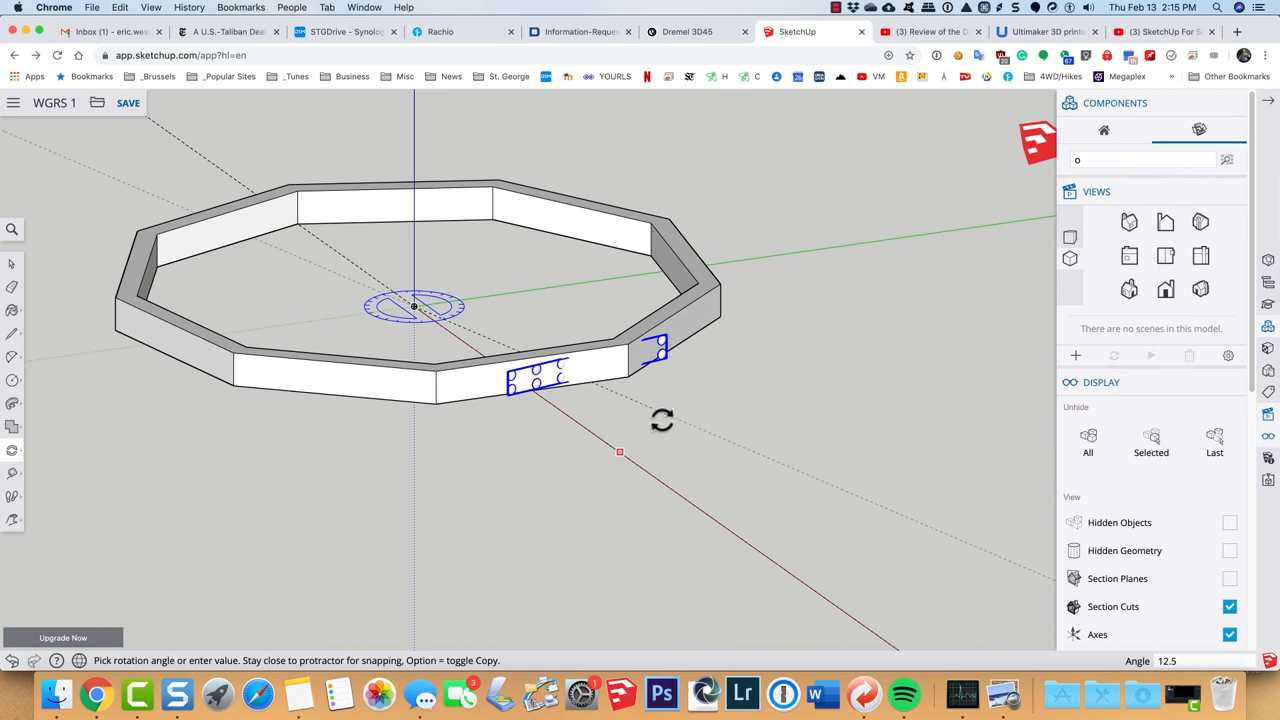 Chrome File Edit View History Bookmarks People Tab Window Help Thu Feb 13 2:15 PM
Inbox (1) - eric.west A U.S.-Taliban Deal STGDrive - Synolog Rachio Information-Reques Dremel 3D45 SketchUp (3) Review of the D Ultimaker 3D printe (3) SketchUp For S
app.sketchup.com/app?hl=en
Apps Bookmarks _Brussels _Popular Sites _Tunes Business Misc News St. George YOURLS H C VM 4WD/Hikes Megaplex Other Bookmarks
WGRS 1 SAVE
COMPONENTS
o
VIEWS
There are no scenes in this model.
DISPLAY
Unhide
All Selected Last
View
Hidden Objects
Hidden Geometry
Section Planes
Section Cuts
Axes
Upgrade Now
Pick rotation angle or enter value. Stay close to protractor for snapping, Option = toggle Copy. Angle 12.5